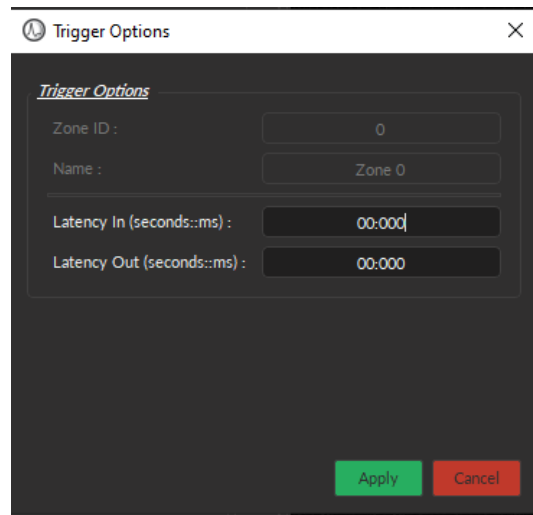 Trigger Options
Trigger Options
Zone ID : 0
Name : Zone 0
Latency In (seconds::ms) : 00:000
Latency Out (seconds::ms) : 00:000
Apply Cancel